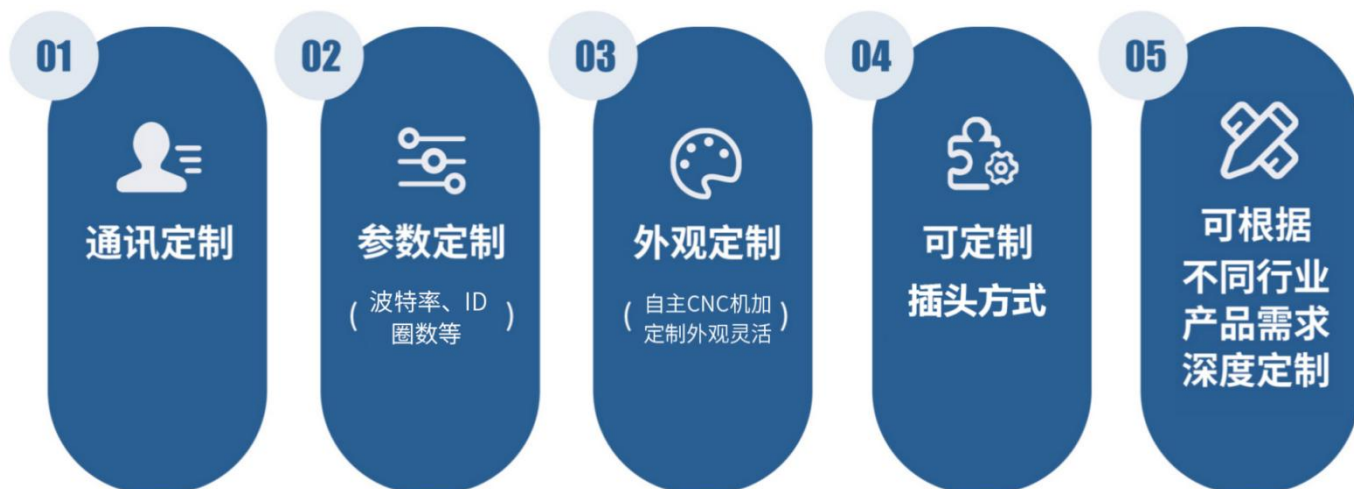 01
通讯定制
02
参数定制
（波特率、ID
圈数等）
03
外观定制
（自主CNC机加
定制外观灵活）
04
可定制
插头方式
05
可根据
不同行业
产品需求
深度定制